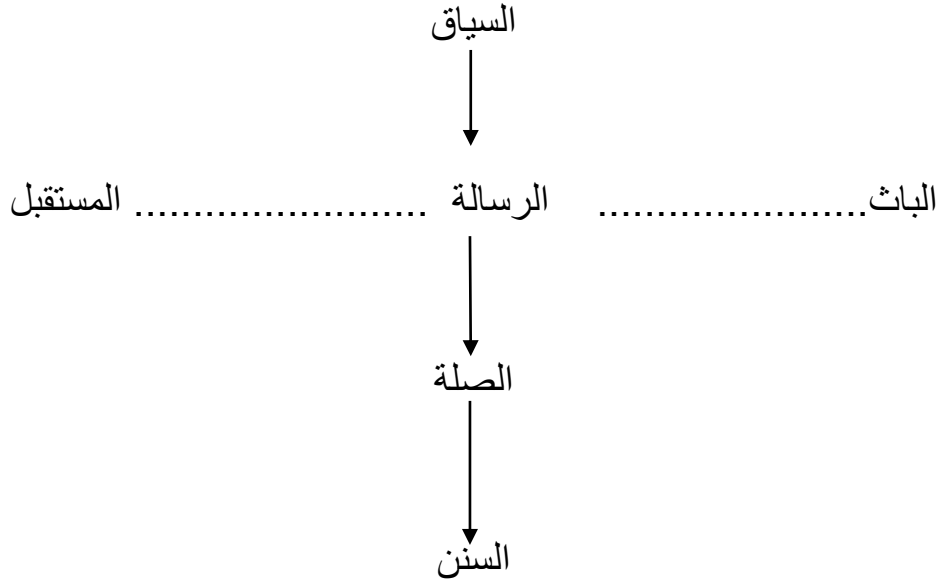 السياق
الباث...................... الرسالة ........................ المستقبل
الصلة
السنن